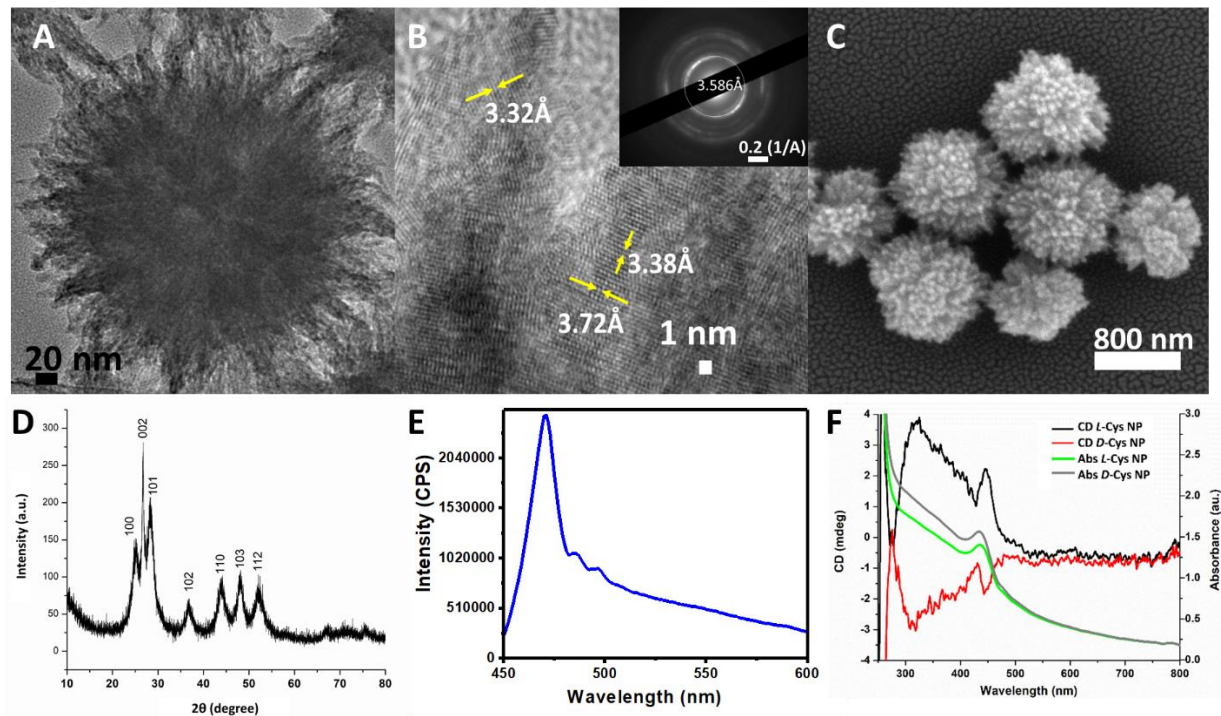 A
20 nm
B
3.32Å
3.38Å
3.72Å
1 nm
3.586Å
0.2 (1/A)
C
800 nm
D
Intensity (a.u.)
300
250
200
150
100
50
0
100
002
101
102
110
103
112
10 20 30 40 50 60 70 80
2θ (degree)
E
Intensity (CPS)
2040000
1530000
1020000
510000
0
450 500 550 600
Wavelength (nm)
F
CD (mdeg)
4
3
2
1
0
-1
-2
-3
-4
CD L-Cys NP
CD D-Cys NP
Abs L-Cys NP
Abs D-Cys NP
3.0
2.5
2.0
1.5
1.0
0.5
0.0
Absorbance (au.)
300 400 500 600 700 800
Wavelength (nm)